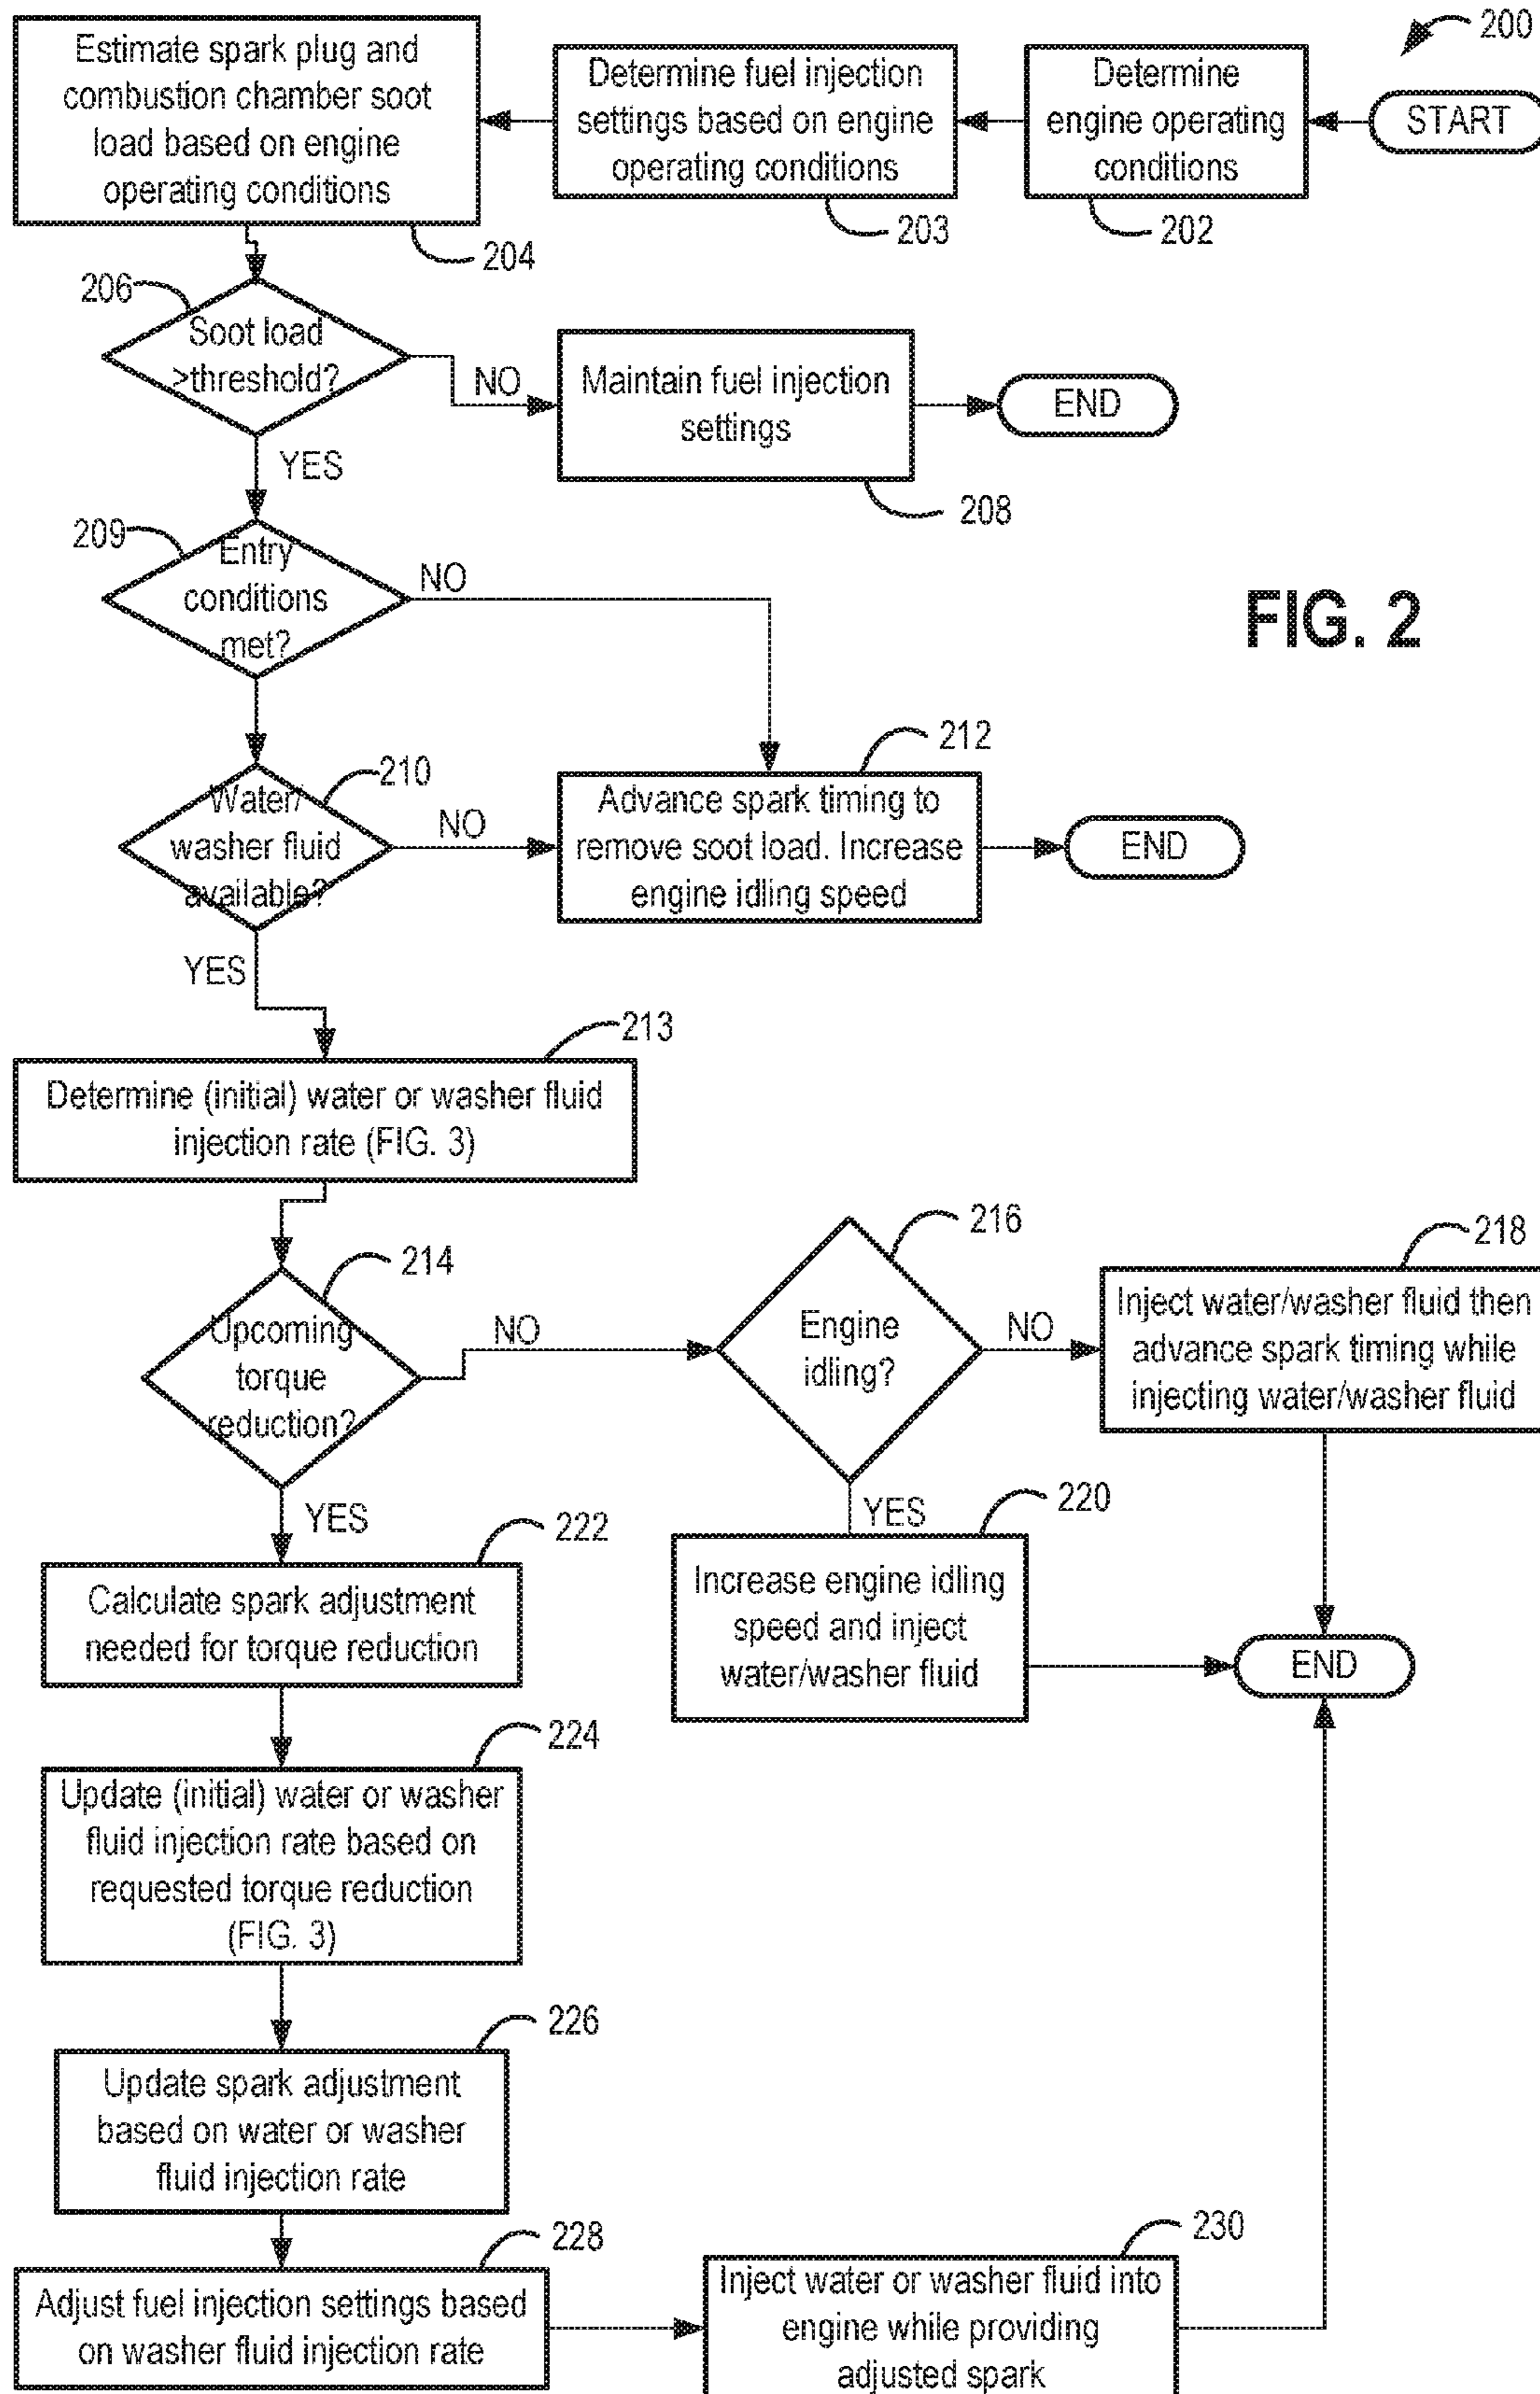 200
START
Determine
engine operating
conditions
202
Determine fuel injection
settings based on engine
operating conditions
203
Estimate spark plug and
combustion chamber soot
load based on engine
operating conditions
204
206
Soot load
>threshold?
NO
YES
Maintain fuel injection
settings
208
END
209
Entry
conditions
met?
NO
FIG. 2
210
Water/
washer fluid
available?
NO
YES
212
Advance spark timing to
remove soot load. Increase
engine idling speed
END
213
Determine (initial) water or washer fluid
injection rate (FIG. 3)
214
Upcoming
torque
reduction?
NO
YES
216
Engine
idling?
NO
YES
218
Inject water/washer fluid then
advance spark timing while
injecting water/washer fluid
220
Increase engine idling
speed and inject
water/washer fluid
END
222
Calculate spark adjustment
needed for torque reduction
224
Update (initial) water or washer
fluid injection rate based on
requested torque reduction
(FIG. 3)
226
Update spark adjustment
based on water or washer
fluid injection rate
228
Adjust fuel injection settings based
on washer fluid injection rate
230
Inject water or washer fluid into
engine while providing
adjusted spark